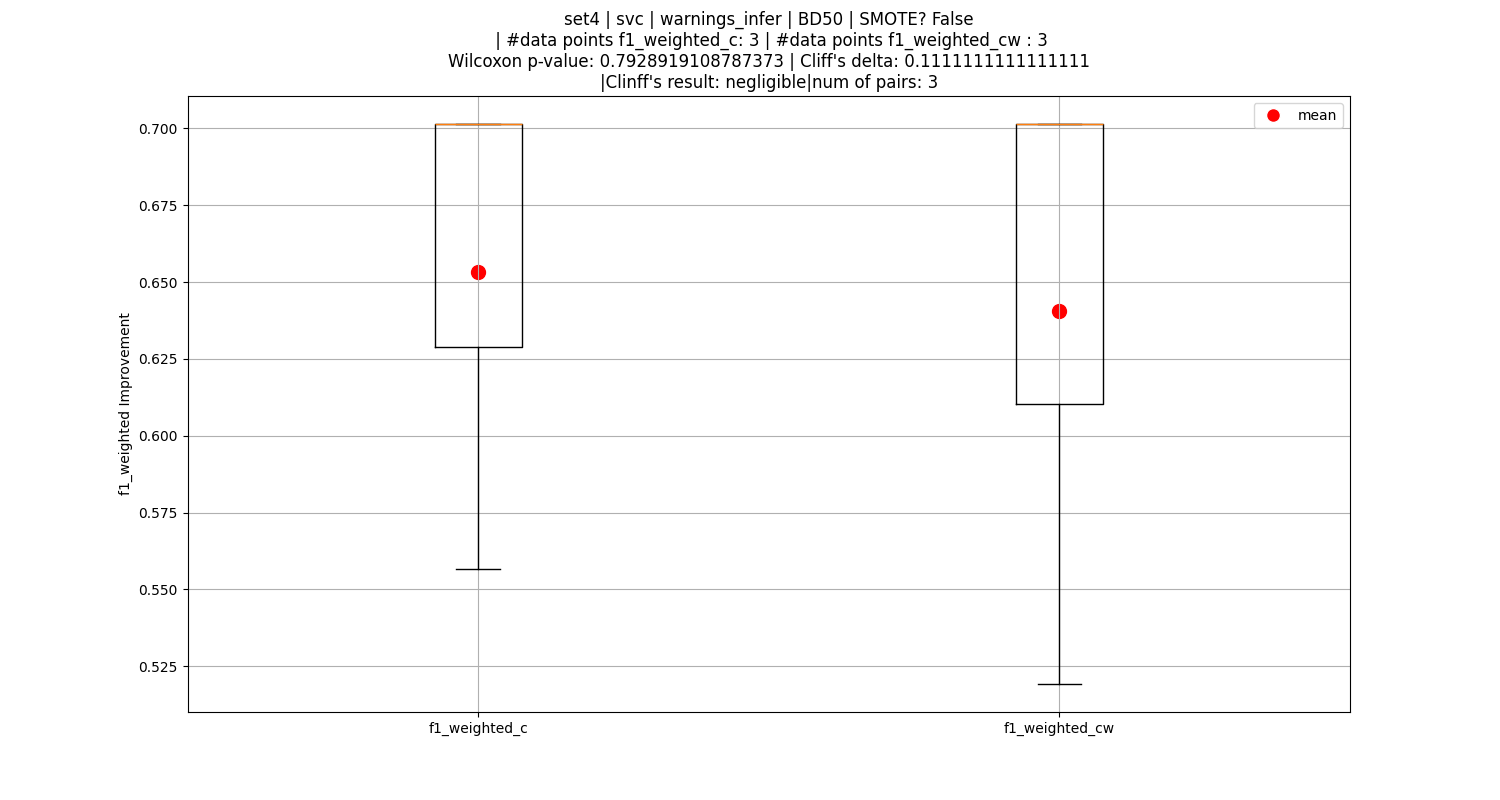 set4 | svc | warnings_infer | BD50 | SMOTE? False
| #data points f1_weighted_c: 3 | #data points f1_weighted_cw : 3
Wilcoxon p-value: 0.7928919108787373 | Cliff's delta: 0.1111111111111111
|Clinff's result: negligible|num of pairs: 3
mean
0.700
0.675
0.650
0.625
0.600
0.575
0.550
0.525
f1_weighted Improvement
f1_weighted_c
f1_weighted_cw